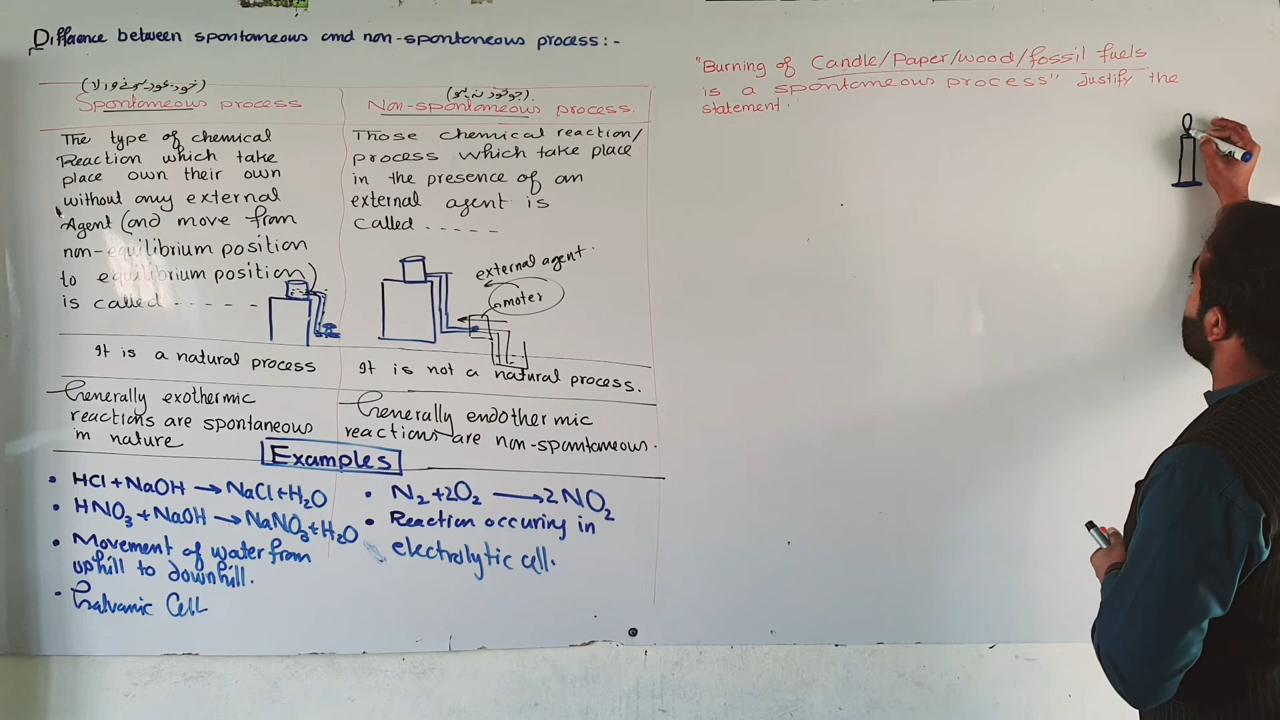 Difference between spontaneous and non-spontaneous process:-
Spontaneous process
The type of chemical
Reaction which take
place own their own
without any external
Agent (and move from
non-equilibrium position
to equilibrium position)
is called - - - - - -
It is a natural process
Generally exothermic
reactions are spontaneous
in nature
Non-spontaneous process.
Those chemical reaction/
process which take place
in the presence of an
external agent is
called - - - - -
external agent.
moter
It is not a natural process.
Generally endothermic
reactions are non-spontaneous.
Examples
• HCl + NaOH → NaCl + H2O
• HNO3 + NaOH → NaNO3 + H2O
• Movement of water from
uphill to downhill.
• Galvanic Cell
• N2 + 2O2 → 2NO2
• Reaction occuring in
electrolytic cell.
"Burning of Candle/Paper/wood/fossil fuels
is a spontaneous process" Justify the
statement.